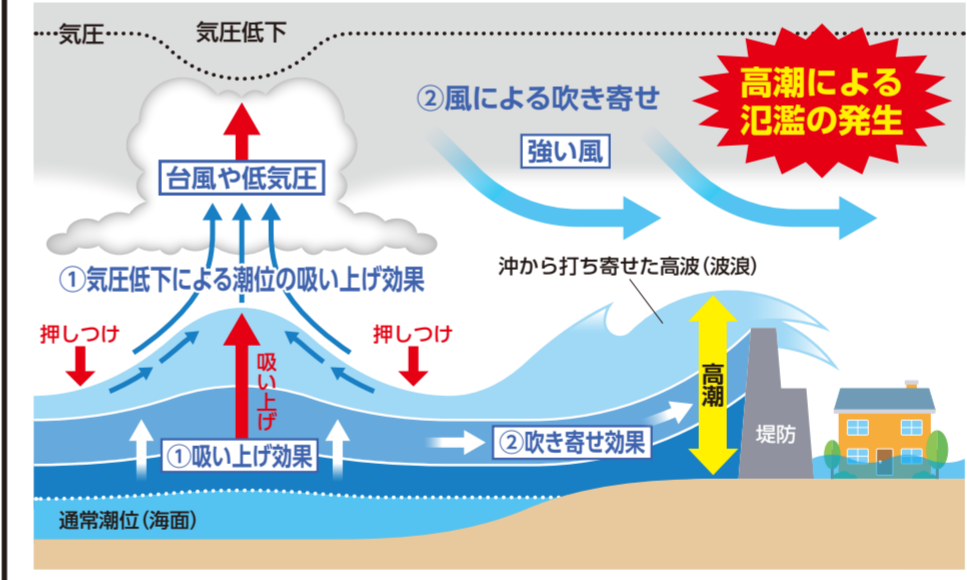 気圧
気圧低下
高潮による
氾濫の発生
②風による吹き寄せ
強い風
台風や低気圧
①気圧低下による潮位の吸い上げ効果
沖から打ち寄せた高波(波浪)
押しつけ
押しつけ
吸い上げ
高潮
堤防
①吸い上げ効果
②吹き寄せ効果
通常潮位(海面)